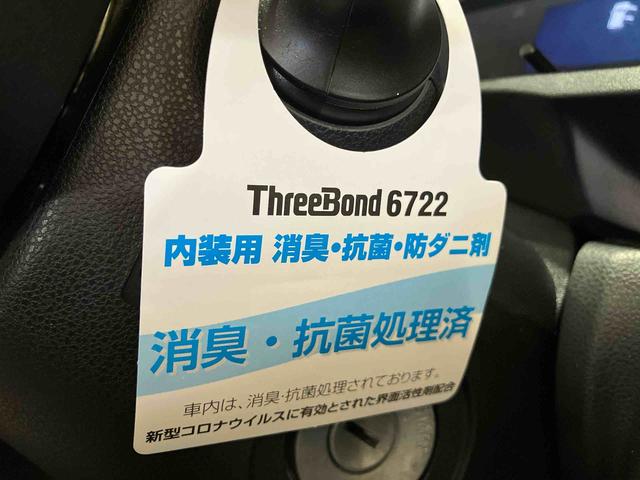 ThreeBond 6722
内装用 消臭・抗菌・防ダニ剤
消臭・抗菌処理済
車内は、消臭・抗菌処理されております。
新型コロナウイルスに有効とされた界面活性剤配合
F